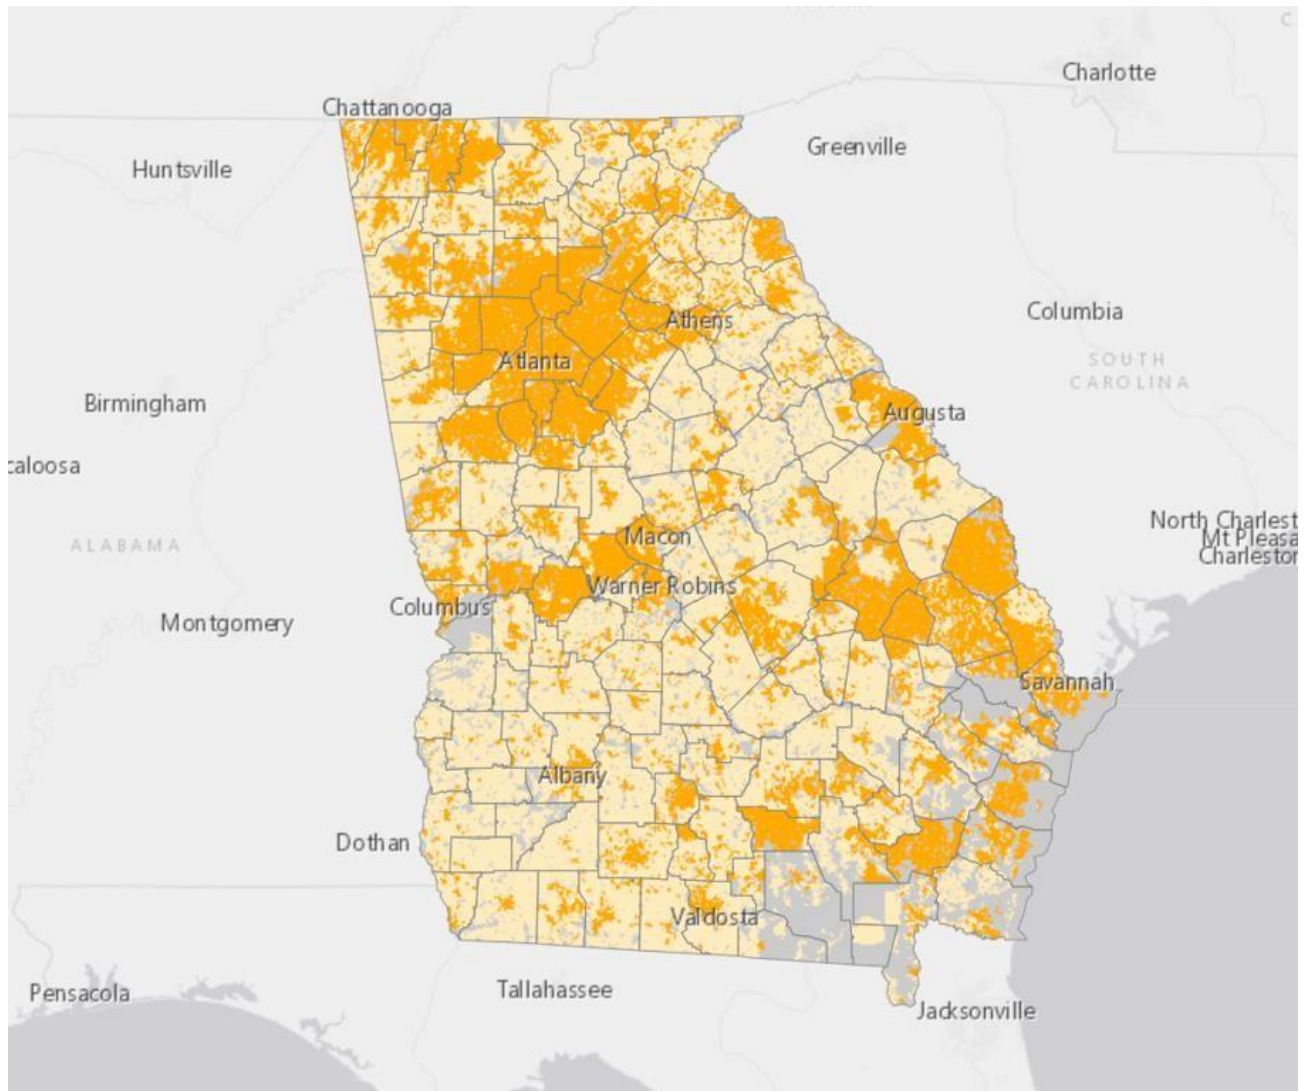 C
Charlotte
Chattanooga
Greenville
Huntsville
Columbia
Athens
SOUTH
CAROLINA
Atlanta
Birmingham
Augusta
caloosa
North Charlest
Mt Pleasa
Charleston
ALABAMA
Macon
Warner Robins
Columbus
Montgomery
Savannah
Albany
Dothan
Valdosta
Tallahassee
Pensacola
Jacksonville